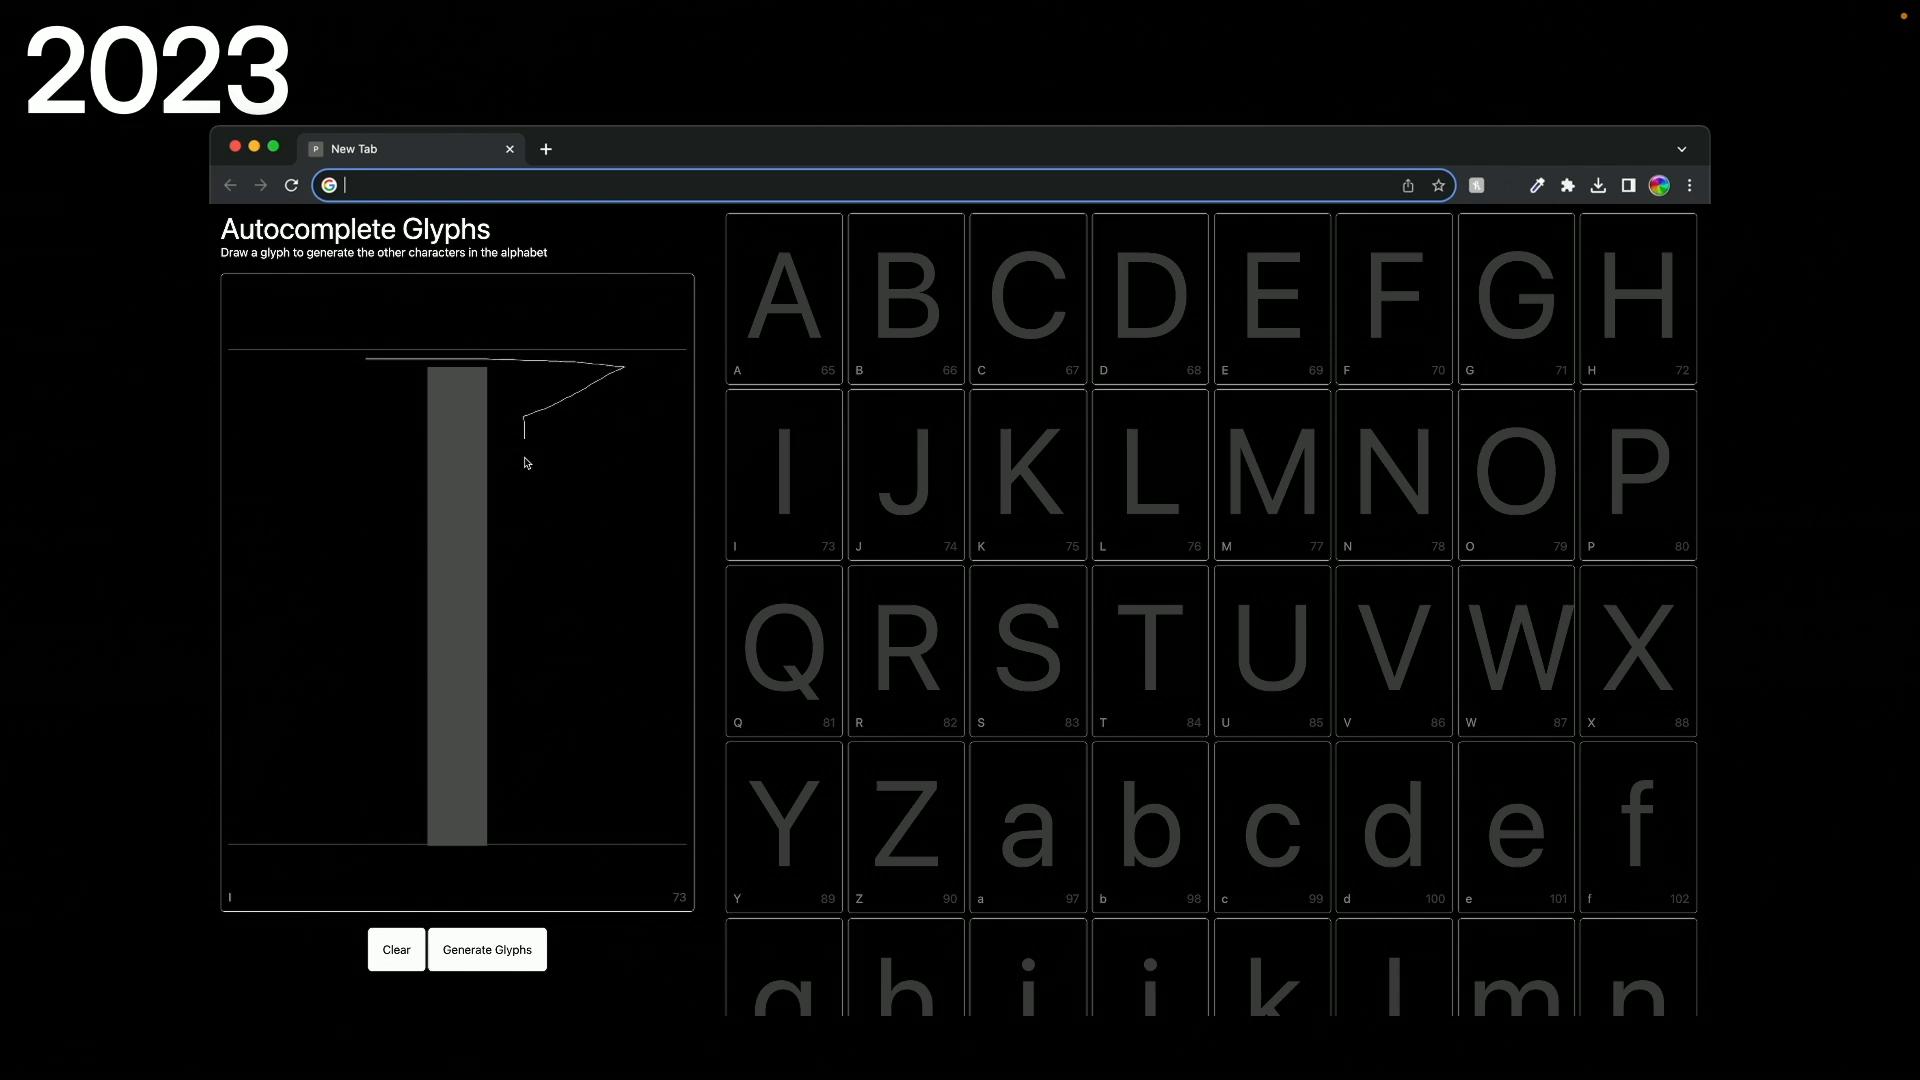 2023
New Tab
Autocomplete Glyphs
Draw a glyph to generate the other characters in the alphabet
I 73
Clear Generate Glyphs
A B C D E F G H
A 65 B 66 C 67 D 68 E 69 F 70 G 71 H 72
I J K L M N O P
I 73 J 74 K 75 L 76 M 77 N 78 O 79 P 80
Q R S T U V W X
Q 81 R 82 S 83 T 84 U 85 V 86 W 87 X 88
Y Z a b c d e f
Y 89 Z 90 a 97 b 98 c 99 d 100 e 101 f 102
g h i j k l m n